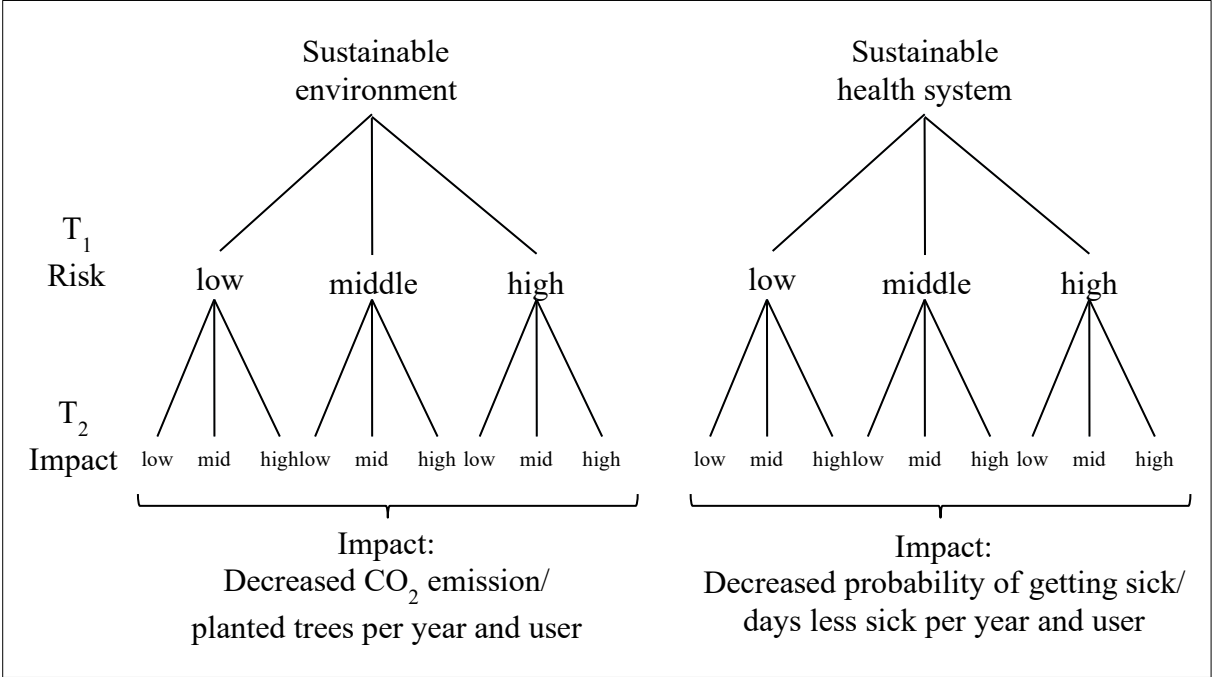 Sustainable
environment
Sustainable
health system
T1
Risk
low middle high low middle high
T2
Impact
low mid high low mid high low mid high low mid high low mid high low mid high
Impact:
Decreased CO2 emission/
planted trees per year and user
Impact:
Decreased probability of getting sick/
days less sick per year and user